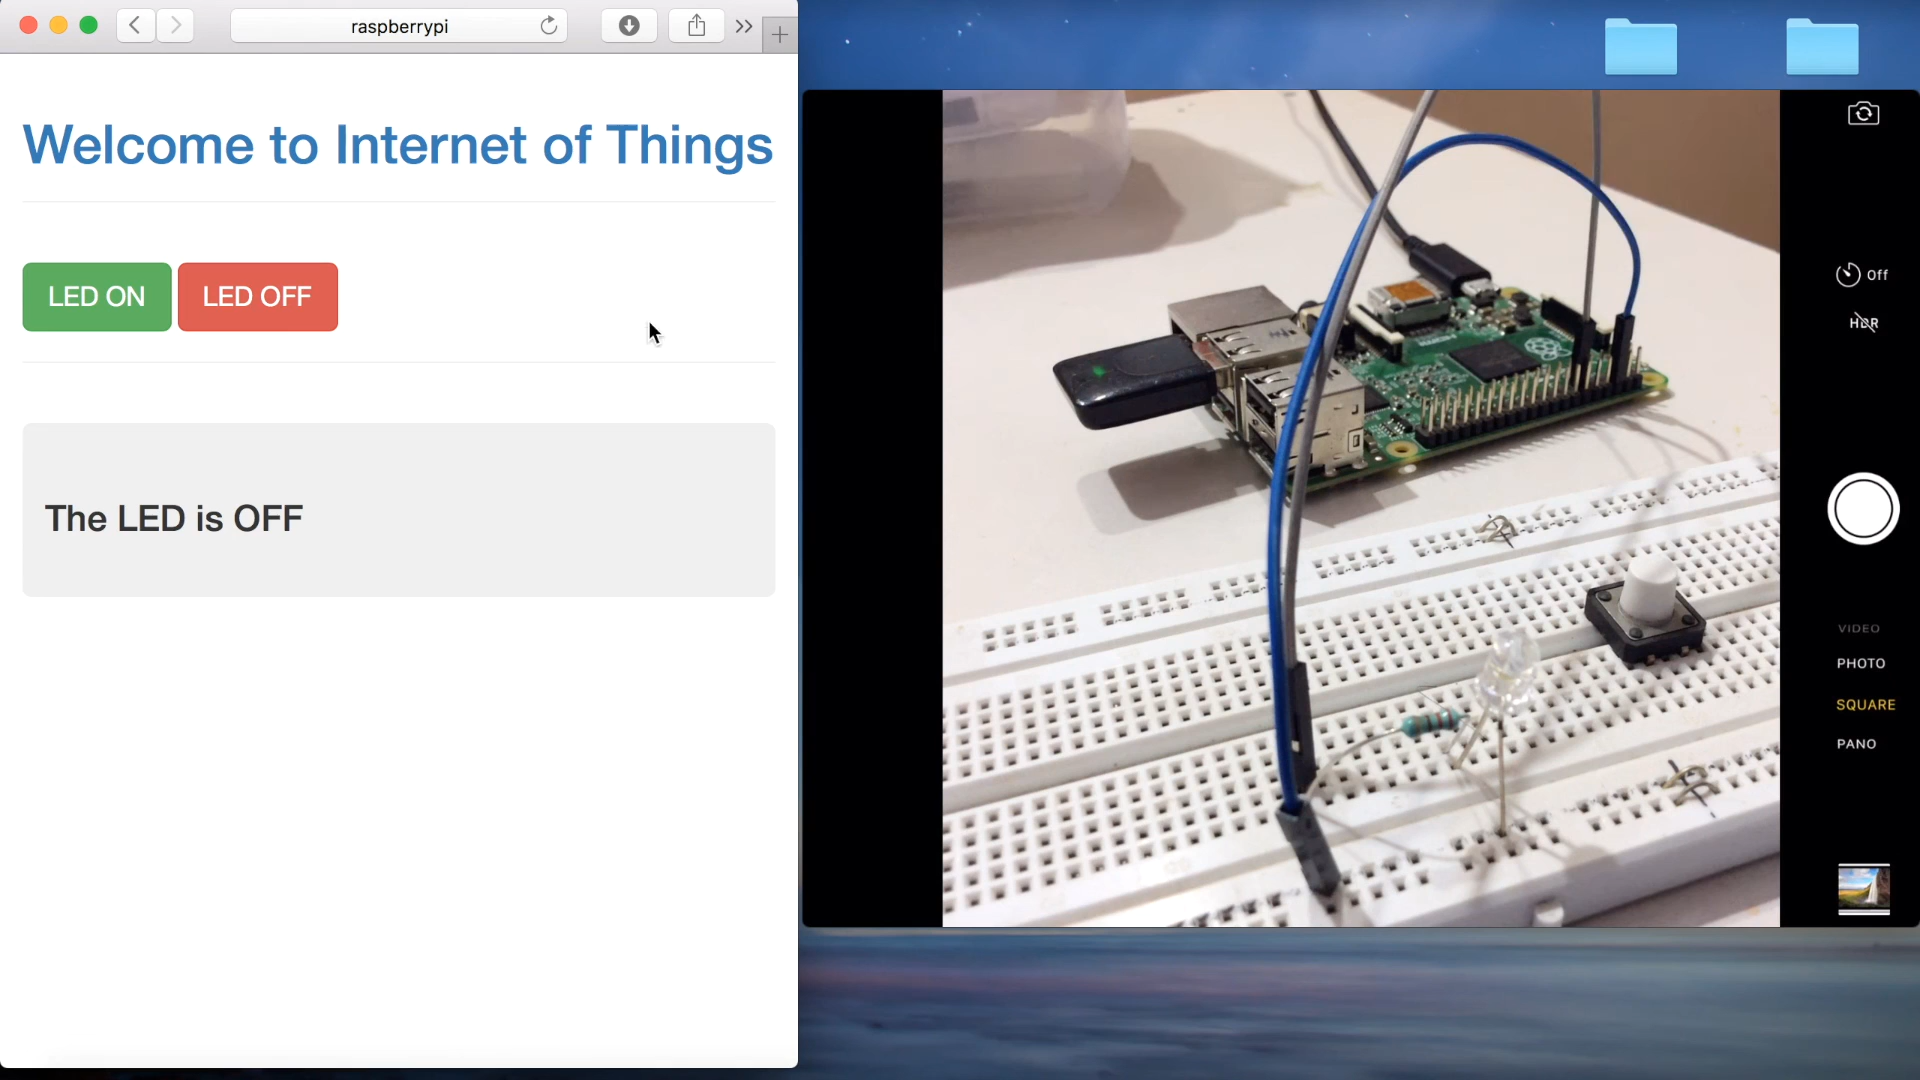 raspberrypi
Welcome to Internet of Things
LED ON
LED OFF
The LED is OFF
Off
HDR
VIDEO
PHOTO
SQUARE
PANO